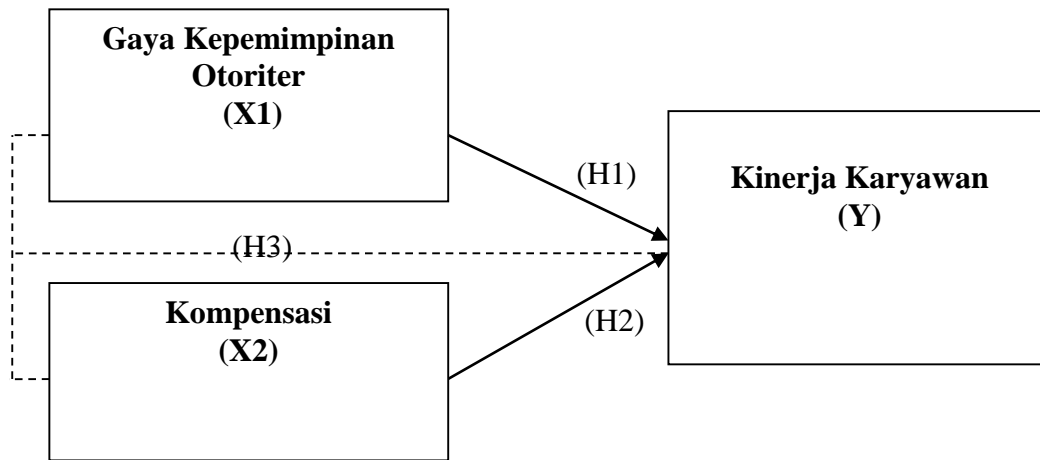 Gaya Kepemimpinan
Otoriter
(X1)
(H1)
Kinerja Karyawan
(Y)
(H3)
Kompensasi
(X2)
(H2)